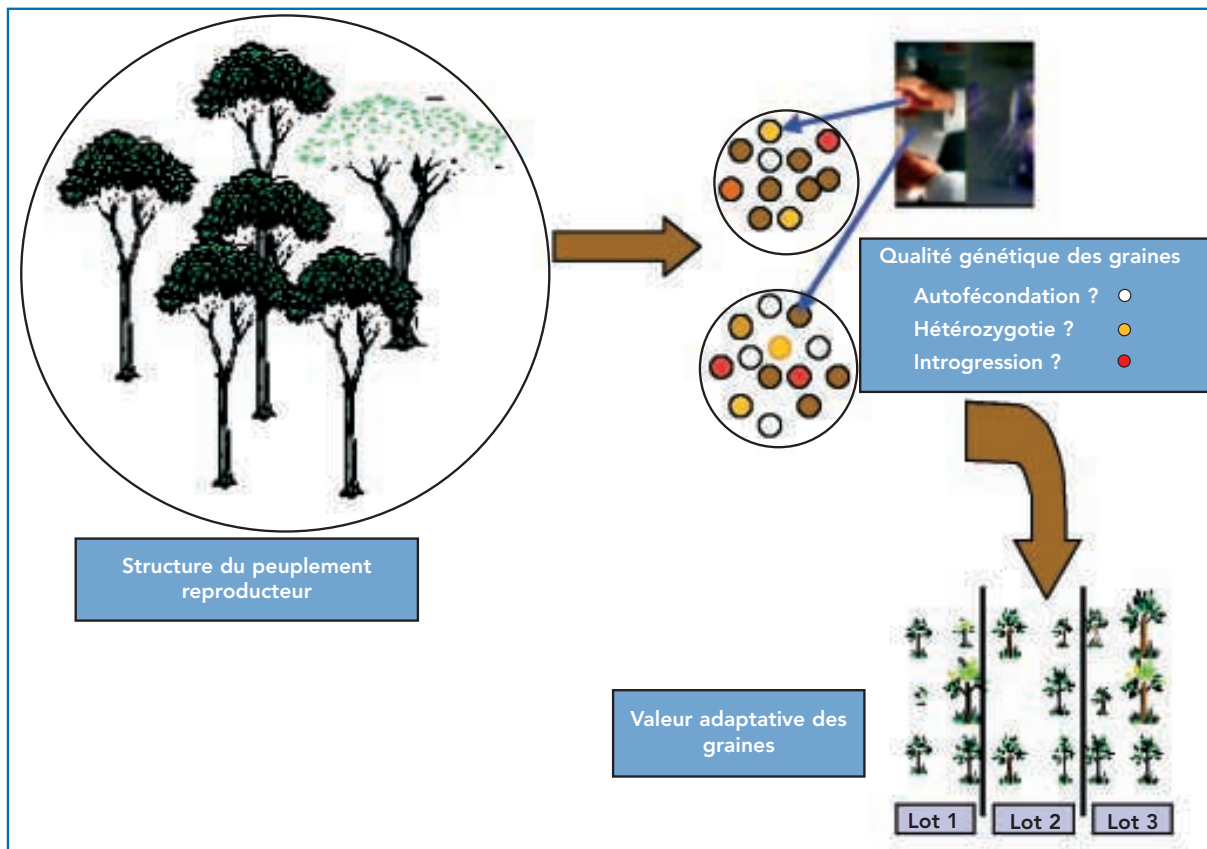 Qualité génétique des graines
Autofécondation ?
Hétérozygotie ?
Introgression ?
Structure du peuplement
reproducteur
Valeur adaptative des
graines
Lot 1
Lot 2
Lot 3